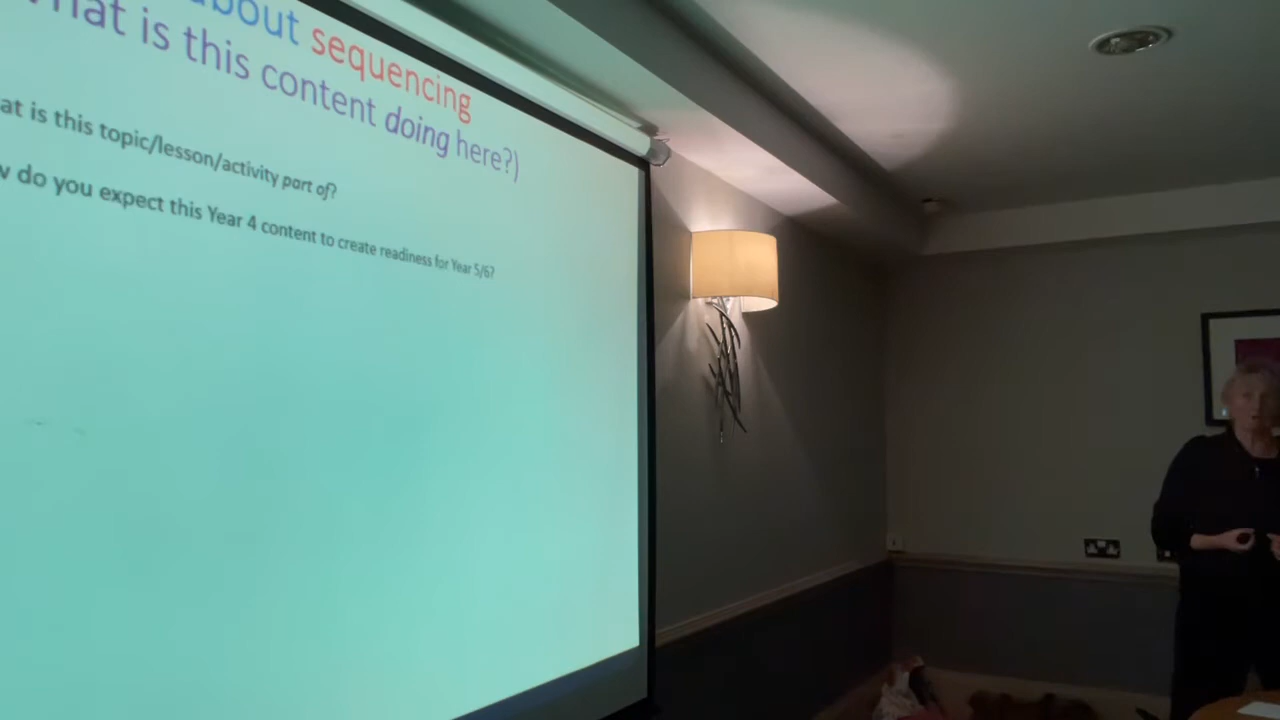 about sequencing
hat is this content doing here?)
at is this topic/lesson/activity part of?
w do you expect this Year 4 content to create readiness for Year 5/6?